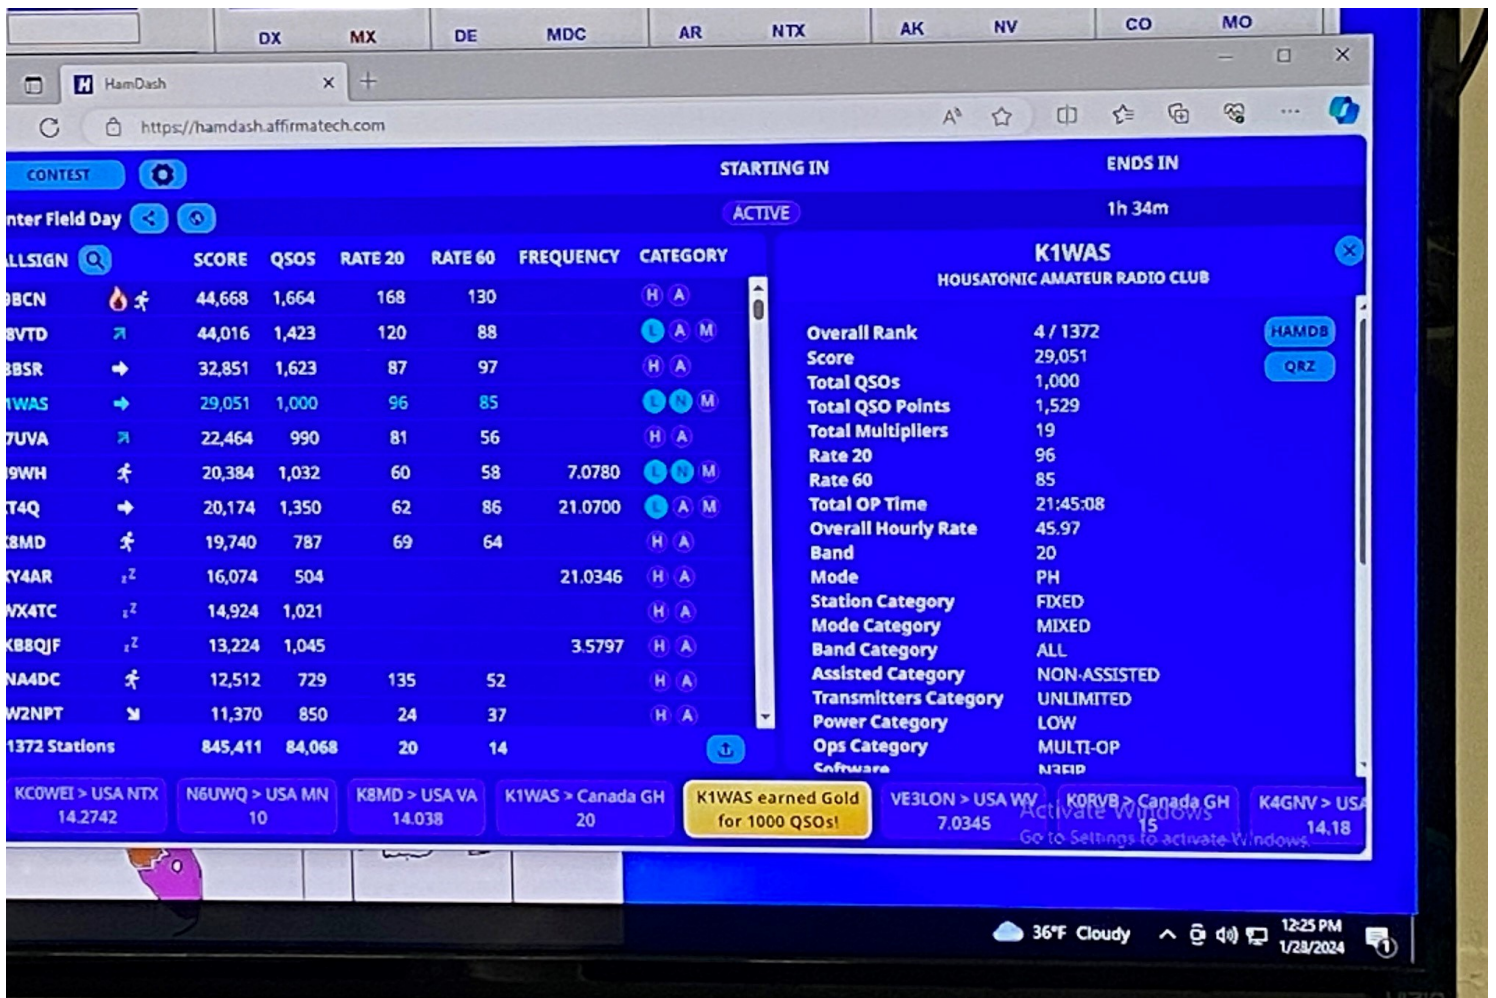 DX MX DE MDC AR NTX AK NV CO MO
HamDash
https://hamdash.affirmatech.com
CONTEST
STARTING IN ENDS IN
nter Field Day ACTIVE 1h 34m
LLSIGN SCORE QSOS RATE 20 RATE 60 FREQUENCY CATEGORY
9BCN 44,668 1,664 168 130 H A
8VTD 44,016 1,423 120 88 L A M
BSR 32,851 1,623 87 97 H A
1WAS 29,051 1,000 96 85 L N M
7UVA 22,464 990 81 56 H A
9WH 20,384 1,032 60 58 7.0780 L N M
T4Q 20,174 1,350 62 86 21.0700 L A M
8MD 19,740 787 69 64 H A
Y4AR zZ 16,074 504 21.0346 H A
WX4TC zZ 14,924 1,021 H A
KB8QJF zZ 13,224 1,045 3.5797 H A
NA4DC 12,512 729 135 52 H A
W2NPT 11,370 850 24 37 H A
1372 Stations 845,411 84,068 20 14
K1WAS
HOUSATONIC AMATEUR RADIO CLUB
Overall Rank 4 / 1372 HAMDB
Score 29,051 QRZ
Total QSOs 1,000
Total QSO Points 1,529
Total Multipliers 19
Rate 20 96
Rate 60 85
Total OP Time 21:45:08
Overall Hourly Rate 45.97
Band 20
Mode PH
Station Category FIXED
Mode Category MIXED
Band Category ALL
Assisted Category NON-ASSISTED
Transmitters Category UNLIMITED
Power Category LOW
Ops Category MULTI-OP
Software N3FJP
KC0WEI > USA NTX
14.2742
N6UWQ > USA MN
10
K8MD > USA VA
14.038
K1WAS > Canada GH
20
K1WAS earned Gold
for 1000 QSOs!
VE3LON > USA WV
7.0345
K0RVB > Canada GH
15
K4GNV > USA
14.18
Activate Windows
Go to Settings to activate Windows.
36°F Cloudy
12:25 PM
1/28/2024
1